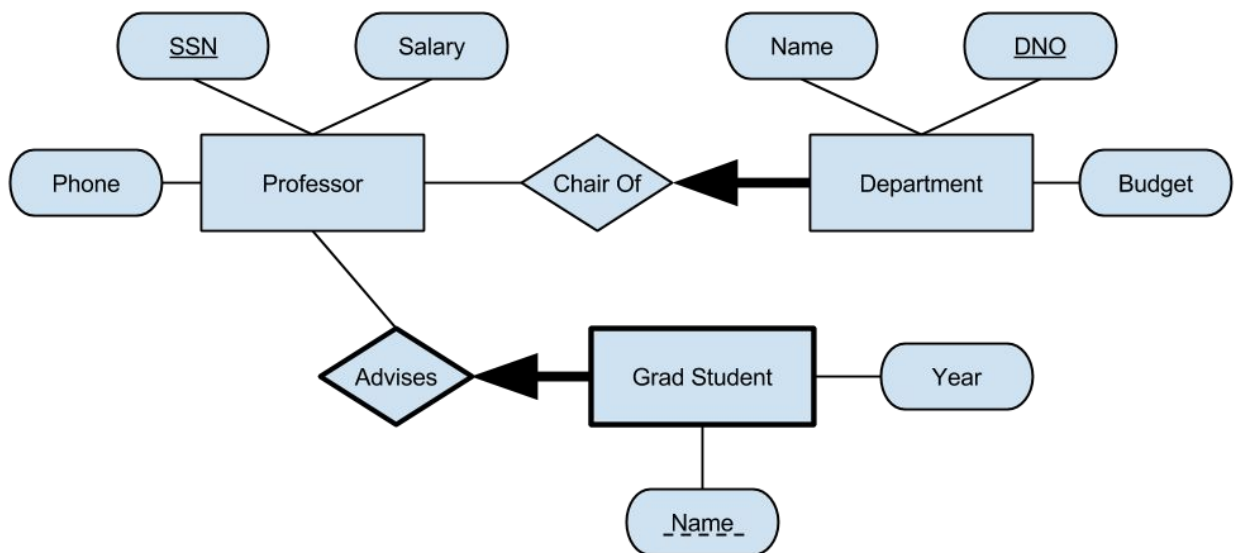 SSN
Salary
Name
DNO
Phone
Professor
Chair Of
Department
Budget
Advises
Grad Student
Year
Name